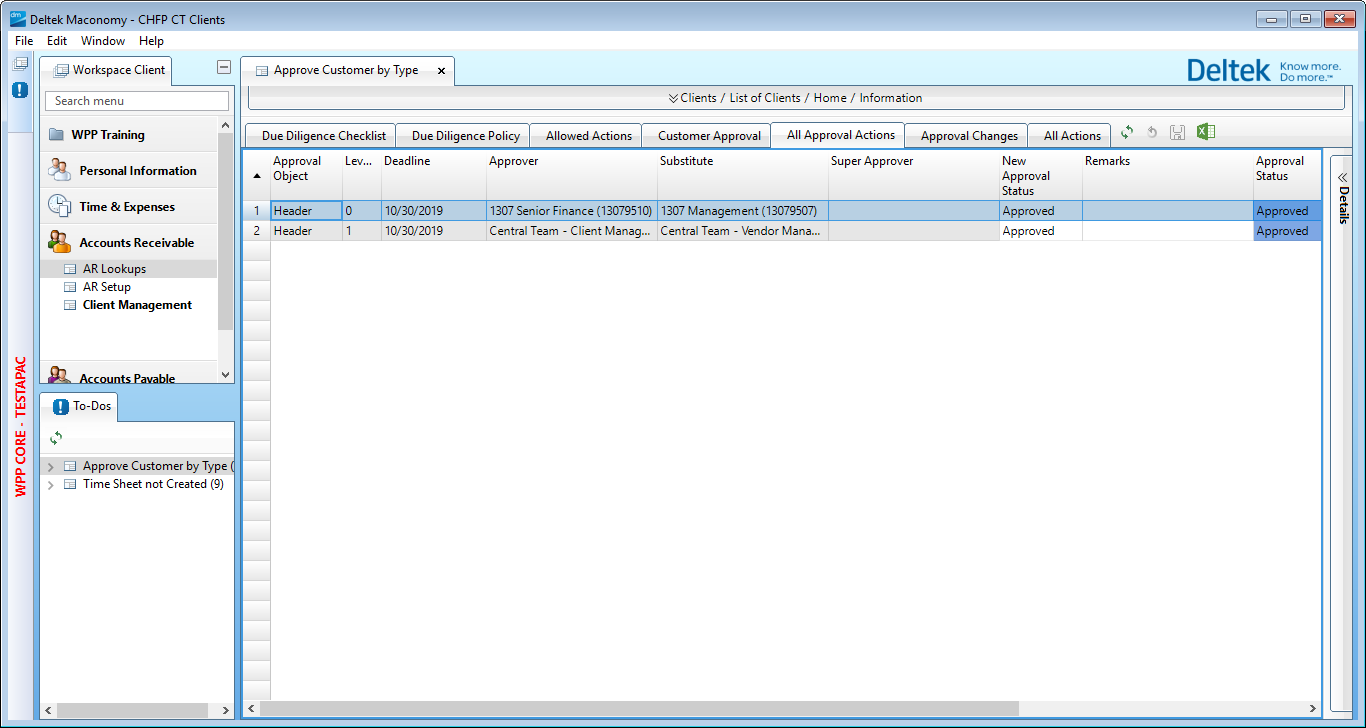 Deltek Maconomy - CHFP CT Clients
File Edit Window Help
Workspace Client
Search menu
WPP Training
Personal Information
Time & Expenses
Accounts Receivable
AR Lookups
AR Setup
Client Management
Accounts Payable
WPP CORE - TESTAPAC
To-Dos
Approve Customer by Type (
Time Sheet not Created (9)
Approve Customer by Type x
Deltek Know more.
Do more.™
Clients / List of Clients / Home / Information
Due Diligence Checklist Due Diligence Policy Allowed Actions Customer Approval All Approval Actions Approval Changes All Actions
Approval Object Lev... Deadline Approver Substitute Super Approver New Approval Status Remarks Approval Status
1 Header 0 10/30/2019 1307 Senior Finance (13079510) 1307 Management (13079507) Approved Approved
2 Header 1 10/30/2019 Central Team - Client Manag... Central Team - Vendor Mana... Approved Approved
Details